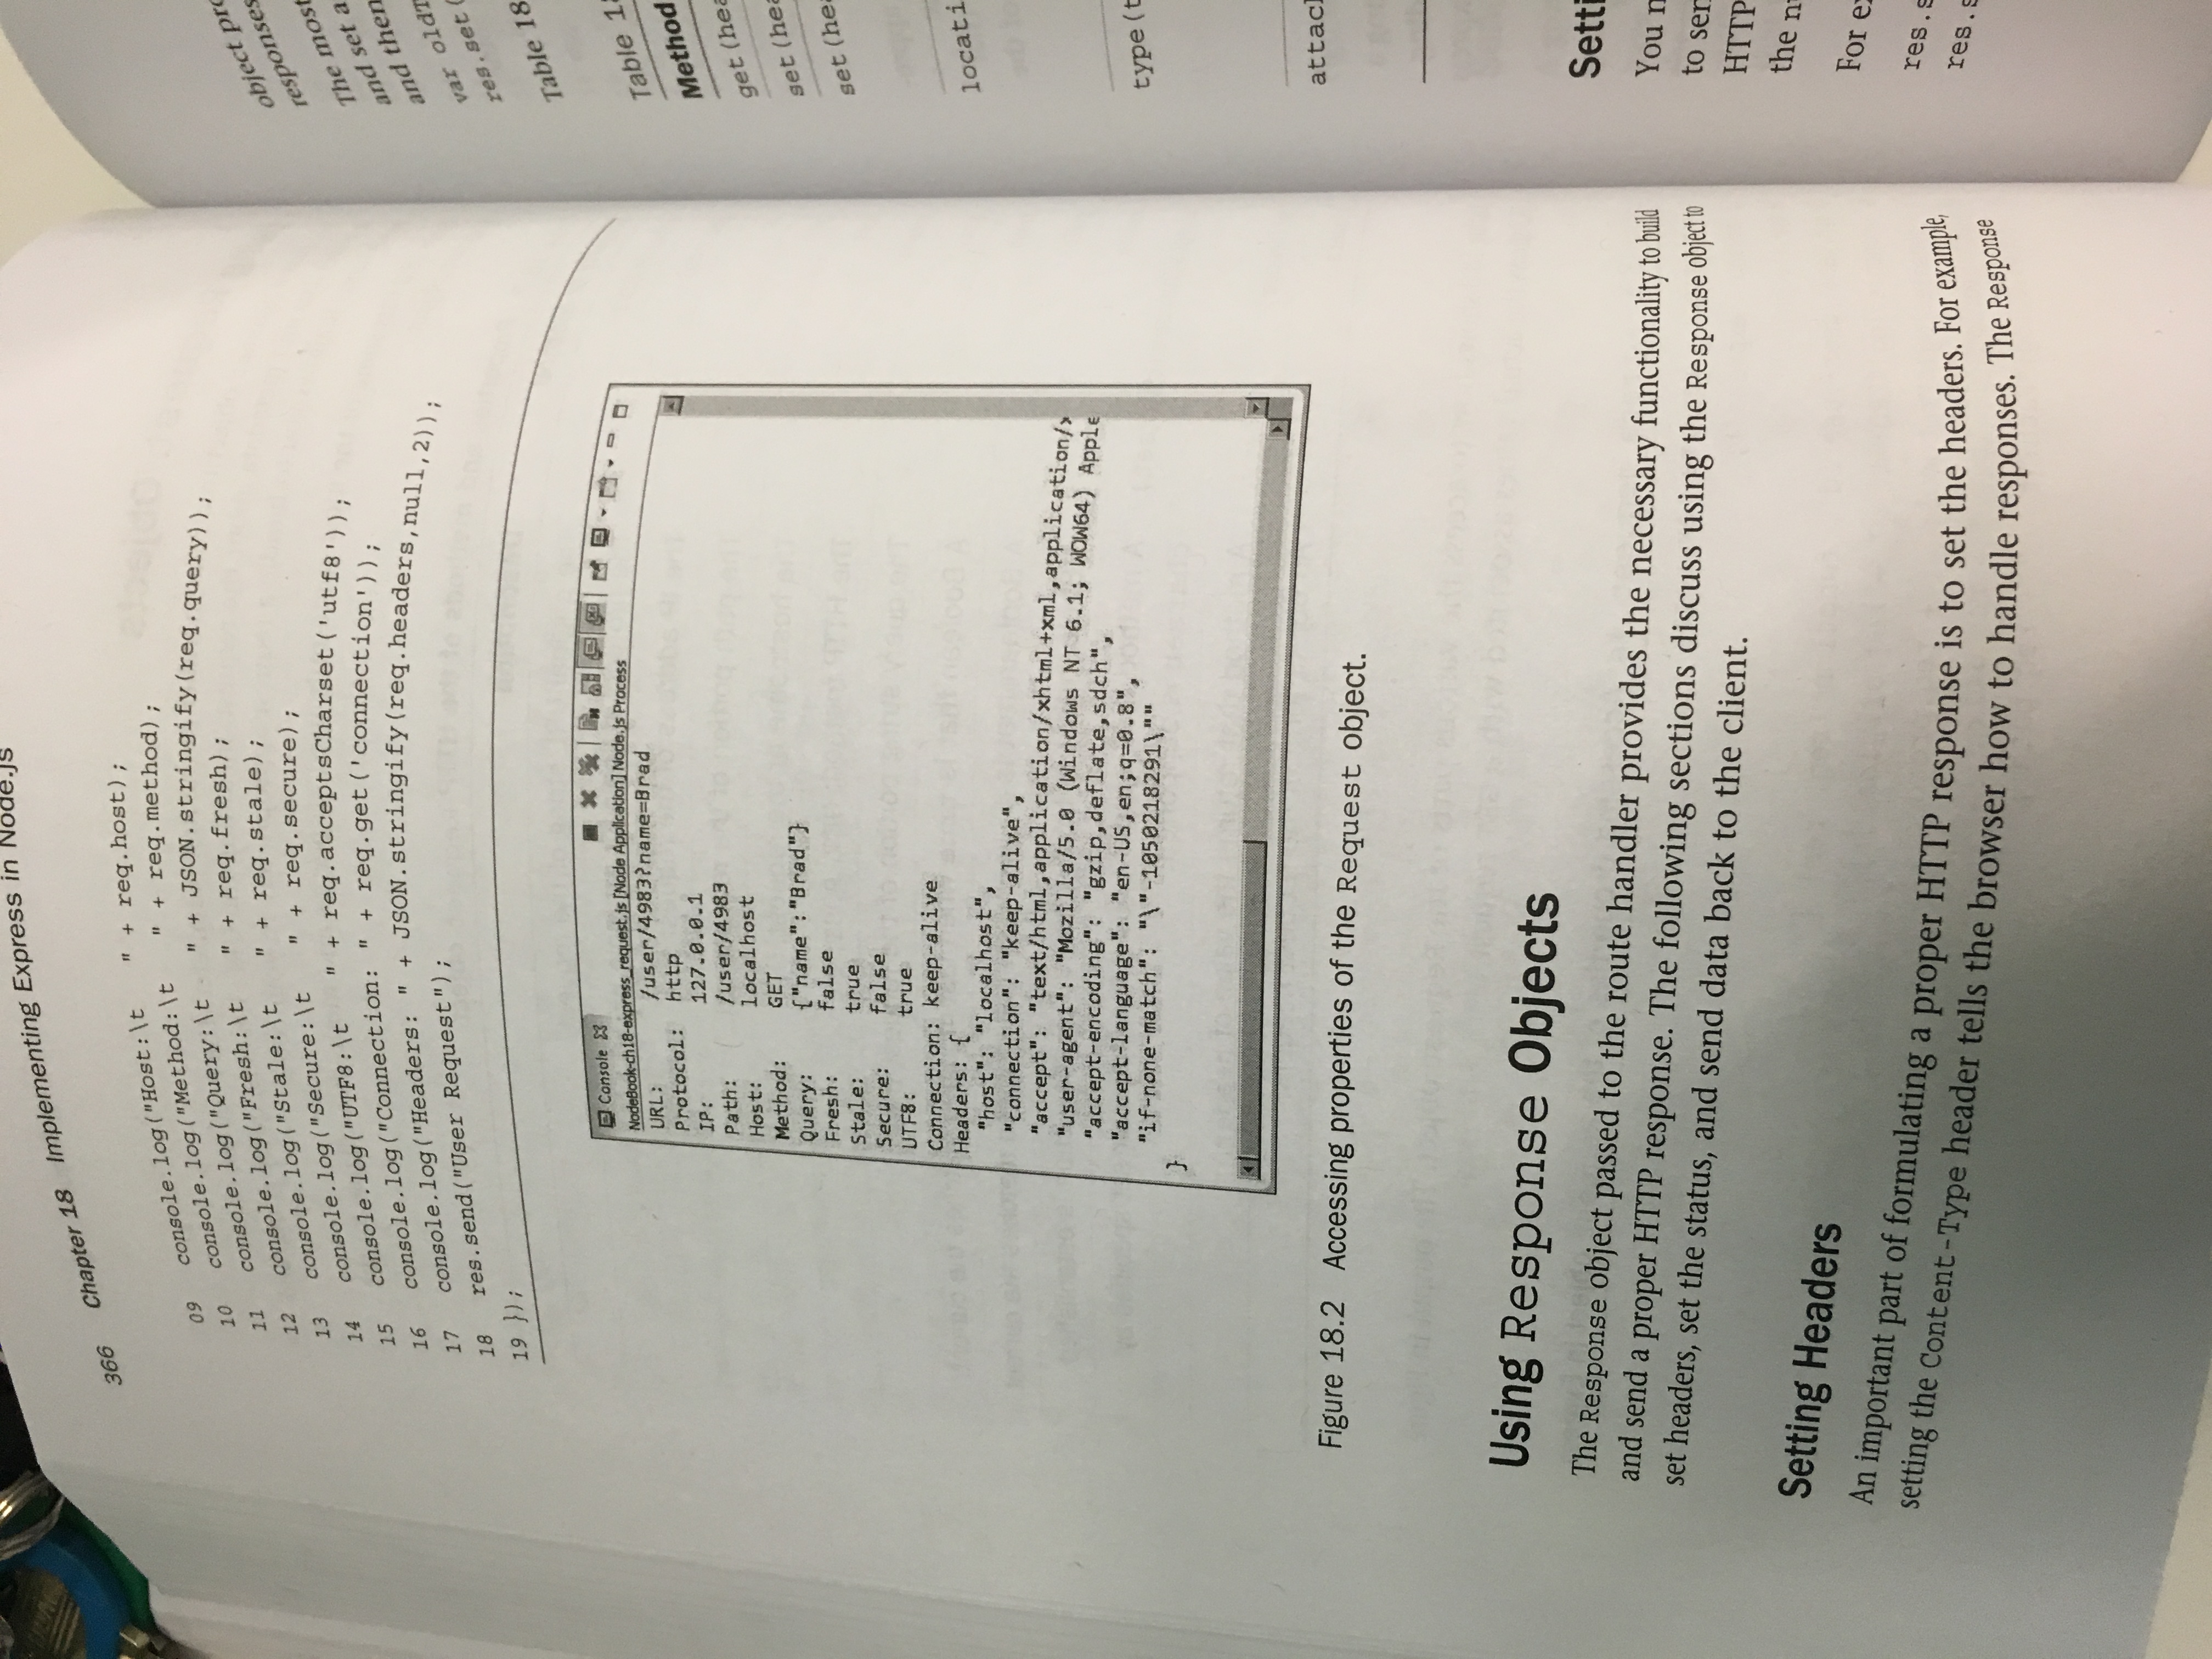 366 Chapter 18 Implementing Express in Node.js
09 console.log("Host:\t " + req.host);
10 console.log("Method:\t " + req.method);
11 console.log("Query:\t " + JSON.stringify(req.query));
12 console.log("Fresh:\t " + req.fresh);
13 console.log("Stale:\t " + req.stale);
14 console.log("Secure:\t " + req.secure);
15 console.log("UTF8:\t " + req.acceptsCharset('utf8'));
16 console.log("Connection: " + req.get('connection'));
17 console.log("Headers: " + JSON.stringify(req.headers,null,2));
18 res.send("User Request");
19 });
Console
NodeBook-ch18-express_request.js [Node Application] Node.js Process
URL: /user/4983?name=Brad
Protocol: http
IP: 127.0.0.1
Path: /user/4983
Host: localhost
Method: GET
Query: {"name":"Brad"}
Fresh: false
Stale: true
Secure: false
UTF8: true
Connection: keep-alive
Headers: {
"host": "localhost",
"connection": "keep-alive",
"accept": "text/html,application/xhtml+xml,application/x
"user-agent": "Mozilla/5.0 (Windows NT 6.1; WOW64) Apple
"accept-encoding": "gzip,deflate,sdch",
"accept-language": "en-US,en;q=0.8",
"if-none-match": "\"-1050218291\""
}
Figure 18.2 Accessing properties of the Request object.
Using Response Objects
The Response object passed to the route handler provides the necessary functionality to build
and send a proper HTTP response. The following sections discuss using the Response object to
set headers, set the status, and send data back to the client.
Setting Headers
An important part of formulating a proper HTTP response is to set the headers. For example,
setting the Content-Type header tells the browser how to handle responses. The Response
object pro
responses
The most
and set a
and then
var oldT
res.set(
Table 18
Table 18
Method
get(hea
set(hea
set(hea
locati
type(t
attach
Setti
You n
to ser
HTTP
the nu
For ex
res.s
res.s